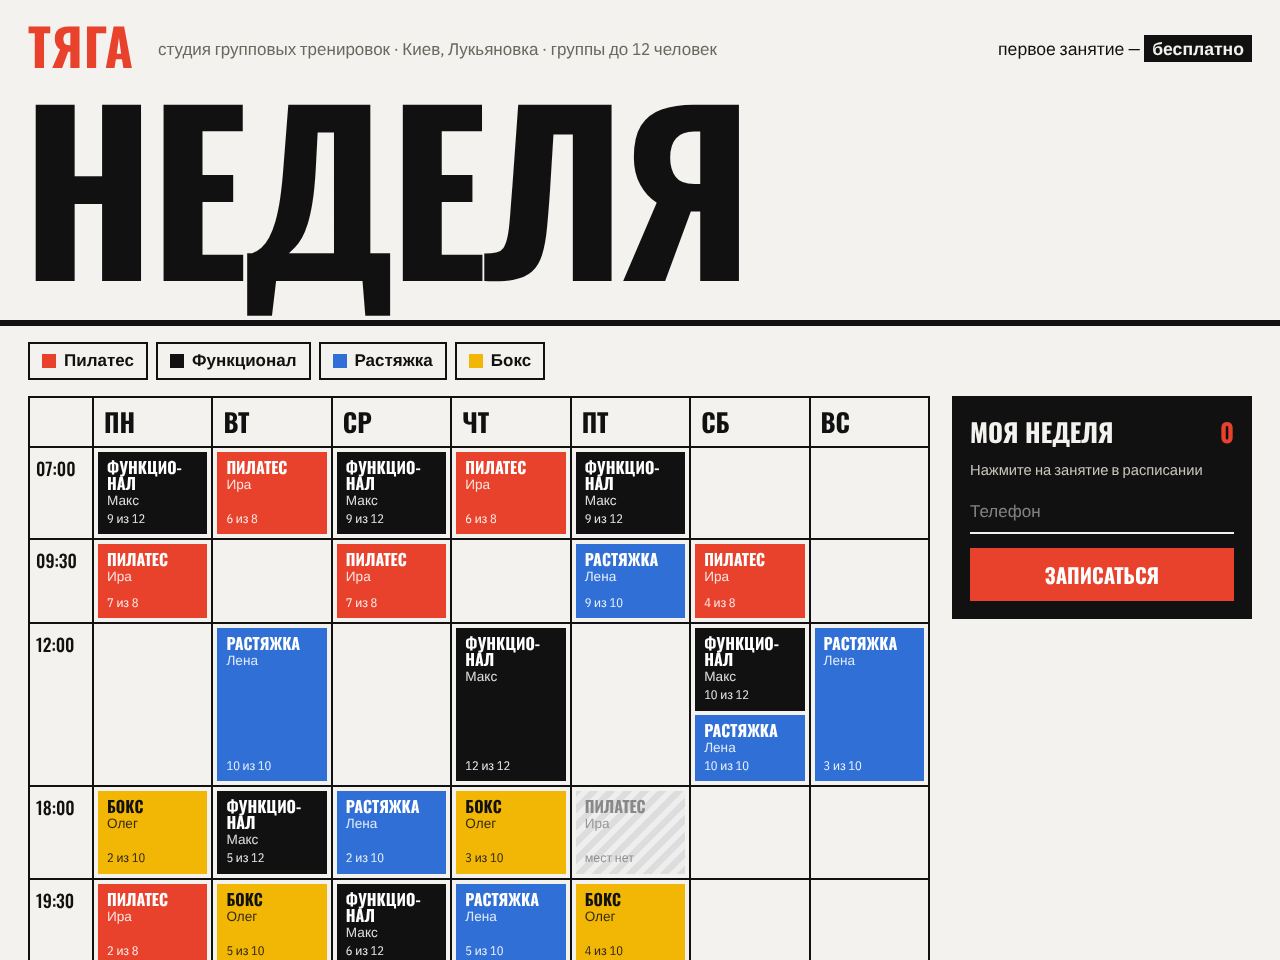 ТЯГА
студия групповых тренировок · Киев, Лукьяновка · группы до 12 человек
первое занятие — бесплатно
НЕДЕЛЯ
Пилатес Функционал Растяжка Бокс
ПН ВТ СР ЧТ ПТ СБ ВС
07:00
ФУНКЦИО-
НАЛ
Макс
9 из 12
ПИЛАТЕС
Ира
6 из 8
ФУНКЦИО-
НАЛ
Макс
9 из 12
ПИЛАТЕС
Ира
6 из 8
ФУНКЦИО-
НАЛ
Макс
9 из 12
09:30
ПИЛАТЕС
Ира
7 из 8
ПИЛАТЕС
Ира
7 из 8
РАСТЯЖКА
Лена
9 из 10
ПИЛАТЕС
Ира
4 из 8
12:00
РАСТЯЖКА
Лена
10 из 10
ФУНКЦИО-
НАЛ
Макс
12 из 12
ФУНКЦИО-
НАЛ
Макс
10 из 12
РАСТЯЖКА
Лена
10 из 10
РАСТЯЖКА
Лена
3 из 10
18:00
БОКС
Олег
2 из 10
ФУНКЦИО-
НАЛ
Макс
5 из 12
РАСТЯЖКА
Лена
2 из 10
БОКС
Олег
3 из 10
ПИЛАТЕС
Ира
мест нет
19:30
ПИЛАТЕС
Ира
2 из 8
БОКС
Олег
5 из 10
ФУНКЦИО-
НАЛ
Макс
6 из 12
РАСТЯЖКА
Лена
5 из 10
БОКС
Олег
4 из 10
МОЯ НЕДЕЛЯ 0
Нажмите на занятие в расписании
Телефон
ЗАПИСАТЬСЯ